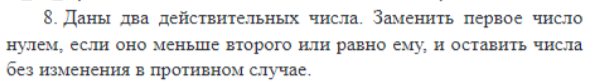 8. Даны два действительных числа. Заменить первое число
нулем, если оно меньше второго или равно ему, и оставить числа
без изменения в противном случае.